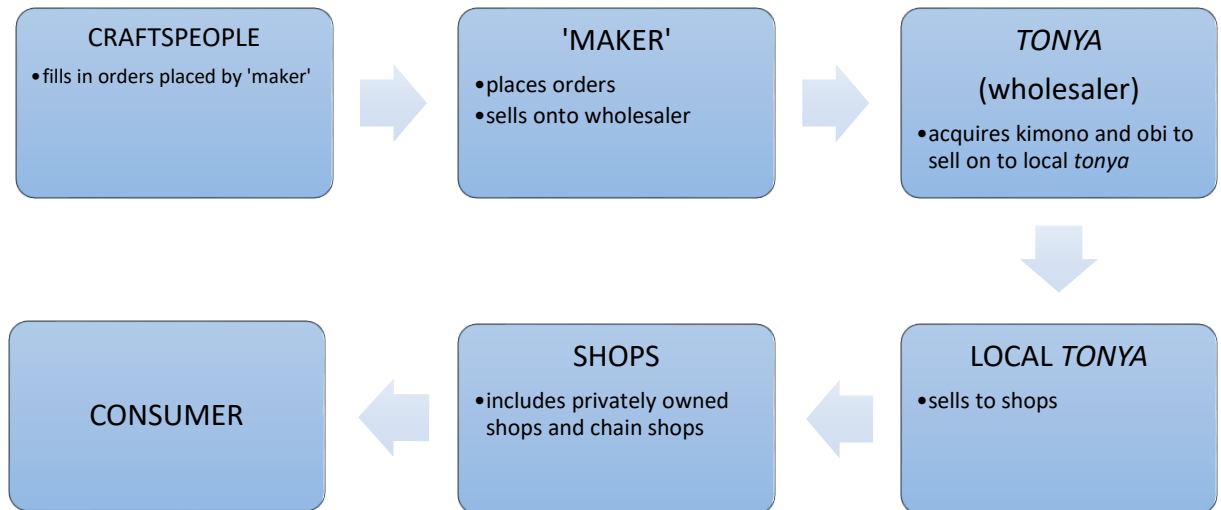 CRAFTSPEOPLE
•fills in orders placed by 'maker'
'MAKER'
•places orders
•sells onto wholesaler
TONYA
(wholesaler)
•acquires kimono and obi to
sell on to local tonya
LOCAL TONYA
•sells to shops
SHOPS
•includes privately owned
shops and chain shops
CONSUMER